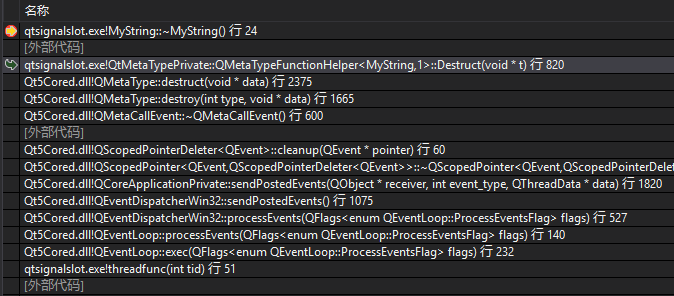 名称
qtsignalslot.exe!MyString::~MyString() 行 24
[外部代码]
qtsignalslot.exe!QtMetaTypePrivate::QMetaTypeFunctionHelper<MyString,1>::Destruct(void * t) 行 820
Qt5Cored.dll!QMetaType::destruct(void * data) 行 2375
Qt5Cored.dll!QMetaType::destroy(int type, void * data) 行 1665
Qt5Cored.dll!QMetaCallEvent::~QMetaCallEvent() 行 600
[外部代码]
Qt5Cored.dll!QScopedPointerDeleter<QEvent>::cleanup(QEvent * pointer) 行 60
Qt5Cored.dll!QScopedPointer<QEvent,QScopedPointerDeleter<QEvent>>::~QScopedPointer<QEvent,QScopedPointerDelet
Qt5Cored.dll!QCoreApplicationPrivate::sendPostedEvents(QObject * receiver, int event_type, QThreadData * data) 行 1820
Qt5Cored.dll!QEventDispatcherWin32::sendPostedEvents() 行 1075
Qt5Cored.dll!QEventDispatcherWin32::processEvents(QFlags<enum QEventLoop::ProcessEventsFlag> flags) 行 527
Qt5Cored.dll!QEventLoop::processEvents(QFlags<enum QEventLoop::ProcessEventsFlag> flags) 行 140
Qt5Cored.dll!QEventLoop::exec(QFlags<enum QEventLoop::ProcessEventsFlag> flags) 行 232
qtsignalslot.exe!threadfunc(int tid) 行 51
[外部代码]